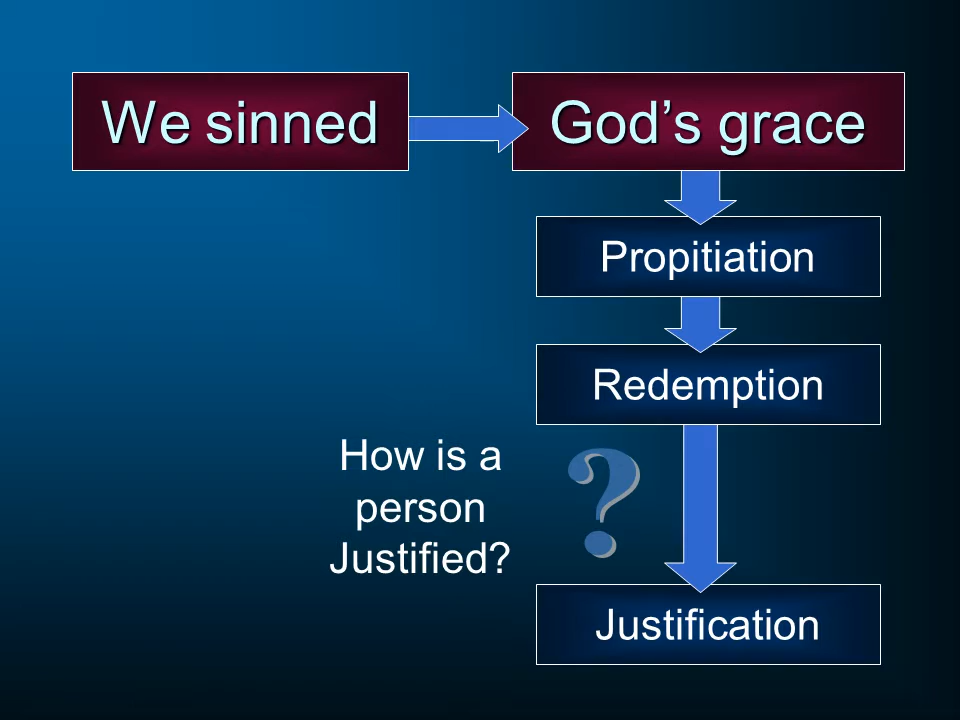 We sinned
God’s grace
Propitiation
Redemption
How is a
person
Justified?
?
Justification